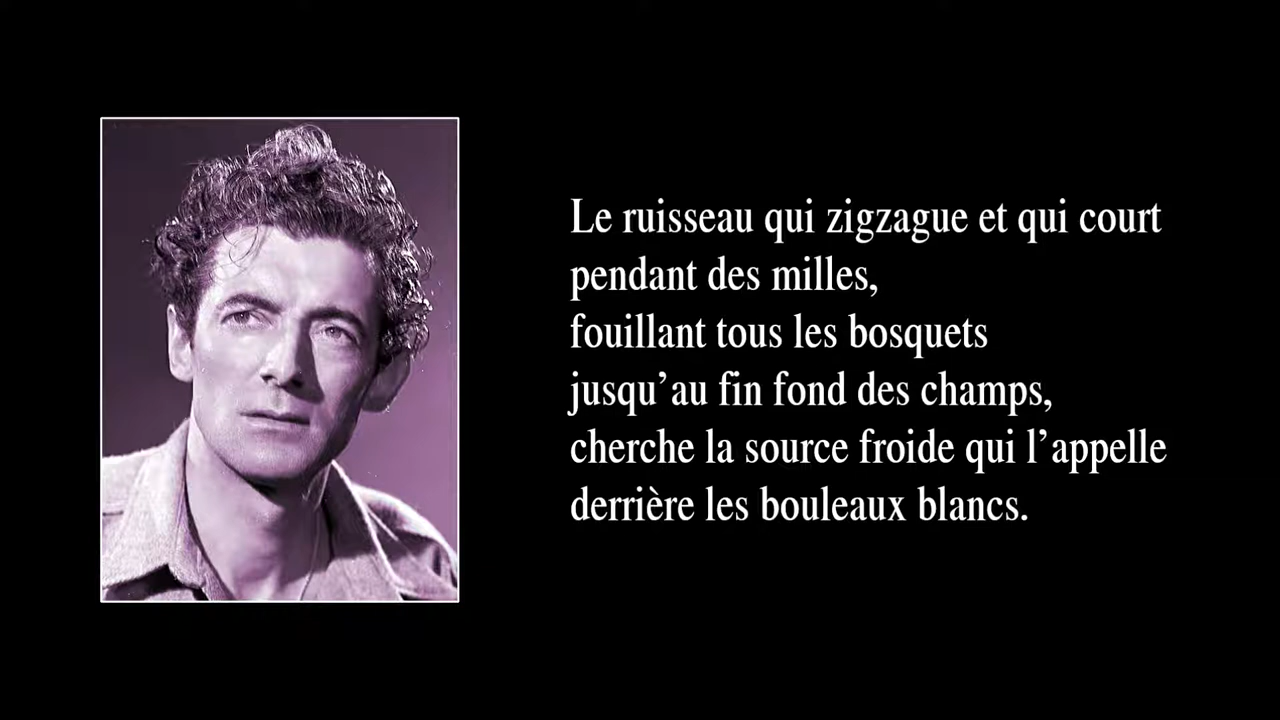 Le ruisseau qui zigzague et qui court
pendant des milles,
fouillant tous les bosquets
jusqu’au fin fond des champs,
cherche la source froide qui l’appelle
derrière les bouleaux blancs.